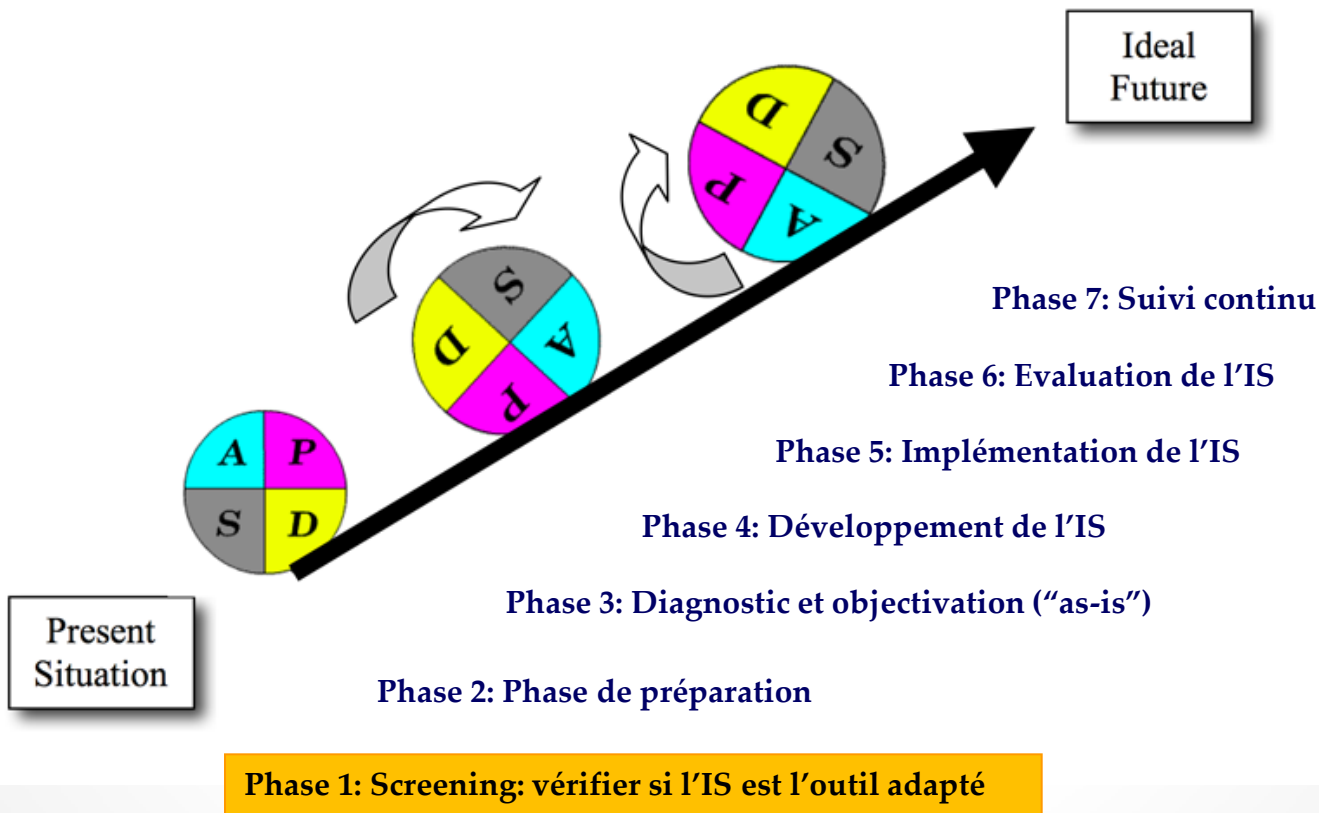 Ideal
Future
D
S
P
A
S
D
A
P
A
P
S
D
Present
Situation
Phase 7: Suivi continu
Phase 6: Evaluation de l’IS
Phase 5: Implémentation de l’IS
Phase 4: Développement de l’IS
Phase 3: Diagnostic et objectivation (“as-is”)
Phase 2: Phase de préparation
Phase 1: Screening: vérifier si l’IS est l’outil adapté